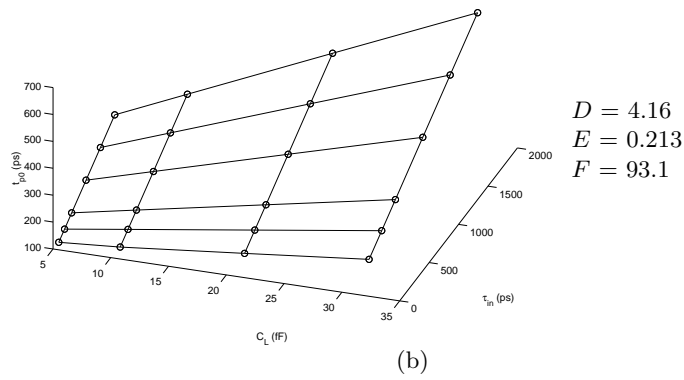 700
600
500
400
300
200
100
t_p0 (ps)
5
10
15
20
25
30
35
C_L (fF)
0
500
1000
1500
2000
τ_in (ps)
D = 4.16
E = 0.213
F = 93.1
(b)